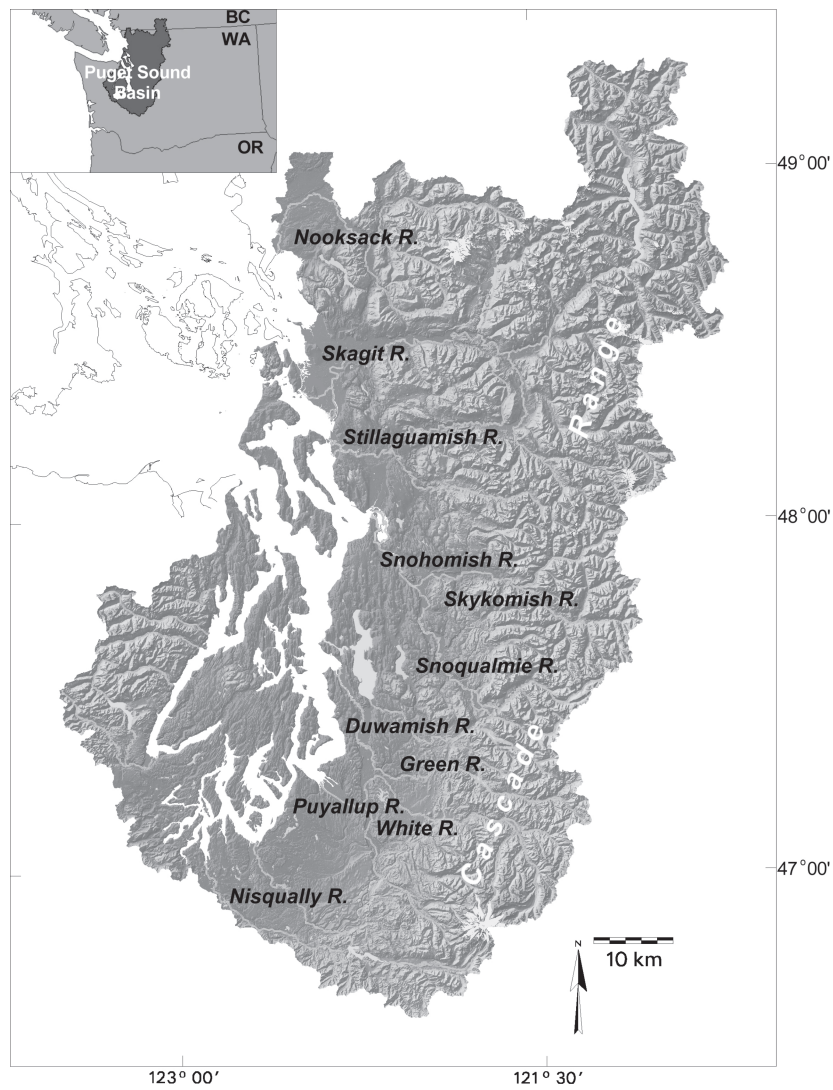 BC
WA
Puget Sound
Basin
OR
49°00'
Nooksack R.
Skagit R.
Range
Stillaguamish R.
48°00'
Snohomish R.
Skykomish R.
Snoqualmie R.
Duwamish R.
Green R.
Cascade
Puyallup R.
White R.
47°00'
Nisqually R.
N
10 km
123° 00'
121° 30'